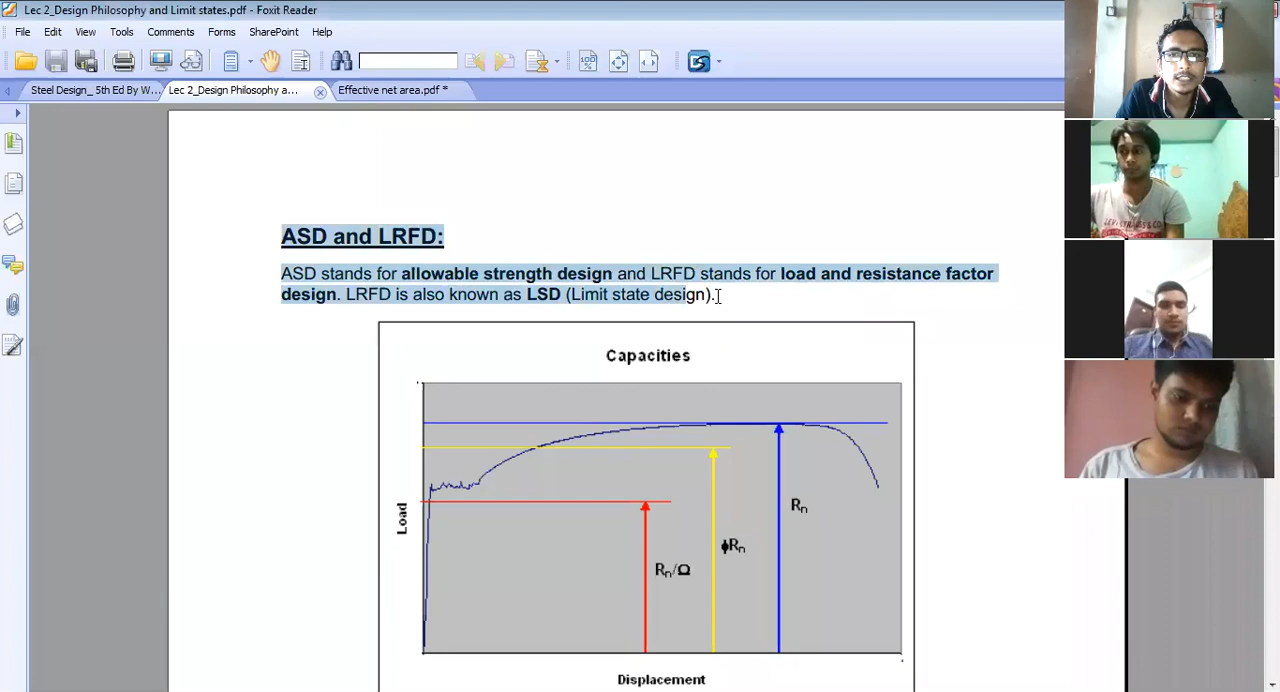 Lec 2_Design Philosophy and Limit states.pdf - Foxit Reader
File Edit View Tools Comments Forms SharePoint Help
Steel Design_ 5th Ed By W... Lec 2_Design Philosophy a... Effective net area.pdf *
ASD and LRFD:
ASD stands for allowable strength design and LRFD stands for load and resistance factor
design. LRFD is also known as LSD (Limit state design).
Capacities
Load
Rn
ϕRn
Rn/Ω
Displacement